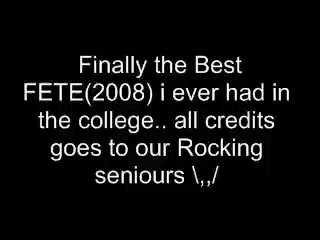 Finally the Best
FETE(2008) i ever had in
the college.. all credits
goes to our Rocking
seniours \,,/